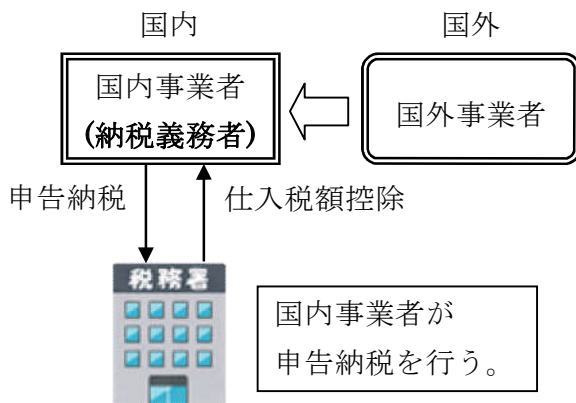 国内
国外
国内事業者
(納税義務者)
国外事業者
申告納税
仕入税額控除
税務署
国内事業者が
申告納税を行う。